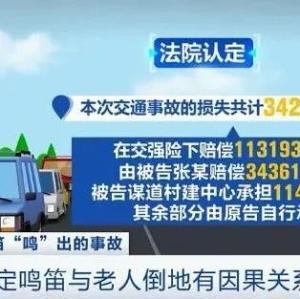 法院认定
本次交通事故的损失共计342
在交强险下赔偿113193
由被告张某赔偿34361
被告谋道村建中心承担114
其余部分由原告自行
笛“鸣”出的事故
定鸣笛与老人倒地有因果关系